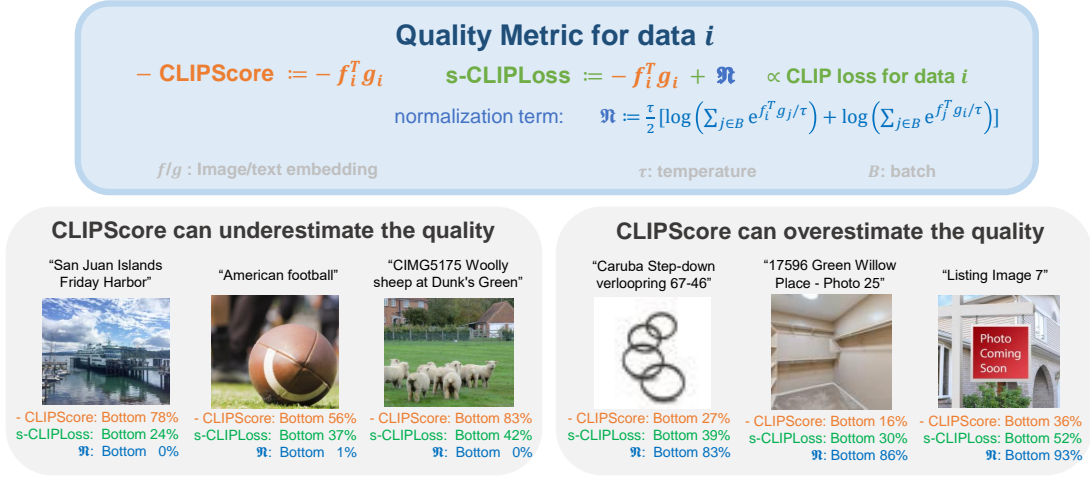 Quality Metric for data i
− CLIPScore := − f_i^T g_i
s-CLIPLoss := − f_i^T g_i + 𝕹 ∝ CLIP loss for data i
normalization term: 𝕹 := τ/2 [log (∑_{j∈B} e^{f_i^T g_j/τ}) + log (∑_{j∈B} e^{f_j^T g_i/τ})]
f/g : Image/text embedding
τ: temperature
B: batch
CLIPScore can underestimate the quality
“San Juan Islands
Friday Harbor”
- CLIPScore: Bottom 78%
s-CLIPLoss: Bottom 24%
𝕹: Bottom 0%
“American football”
- CLIPScore: Bottom 56%
s-CLIPLoss: Bottom 37%
𝕹: Bottom 1%
“CIMG5175 Woolly
sheep at Dunk's Green”
- CLIPScore: Bottom 83%
s-CLIPLoss: Bottom 42%
𝕹: Bottom 0%
CLIPScore can overestimate the quality
“Caruba Step-down
verloopring 67-46”
- CLIPScore: Bottom 27%
s-CLIPLoss: Bottom 39%
𝕹: Bottom 83%
“17596 Green Willow
Place - Photo 25”
- CLIPScore: Bottom 16%
s-CLIPLoss: Bottom 30%
𝕹: Bottom 86%
“Listing Image 7”
Photo
Coming
Soon
- CLIPScore: Bottom 36%
s-CLIPLoss: Bottom 52%
𝕹: Bottom 93%